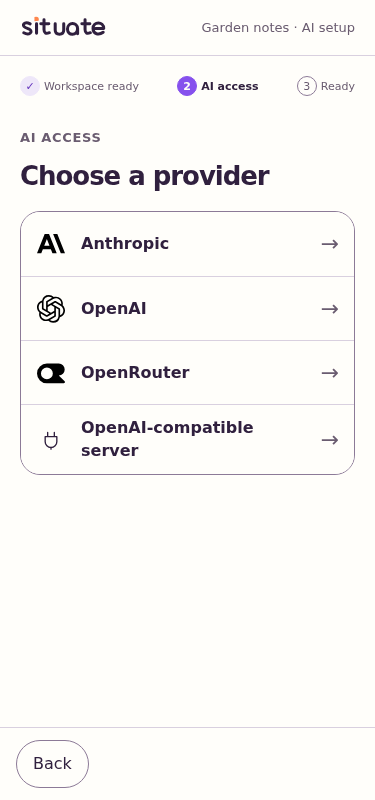 situate
Garden notes · AI setup
✓ Workspace ready
2 AI access
3 Ready
AI ACCESS
Choose a provider
Anthropic →
OpenAI →
OpenRouter →
OpenAI-compatible
server →
Back